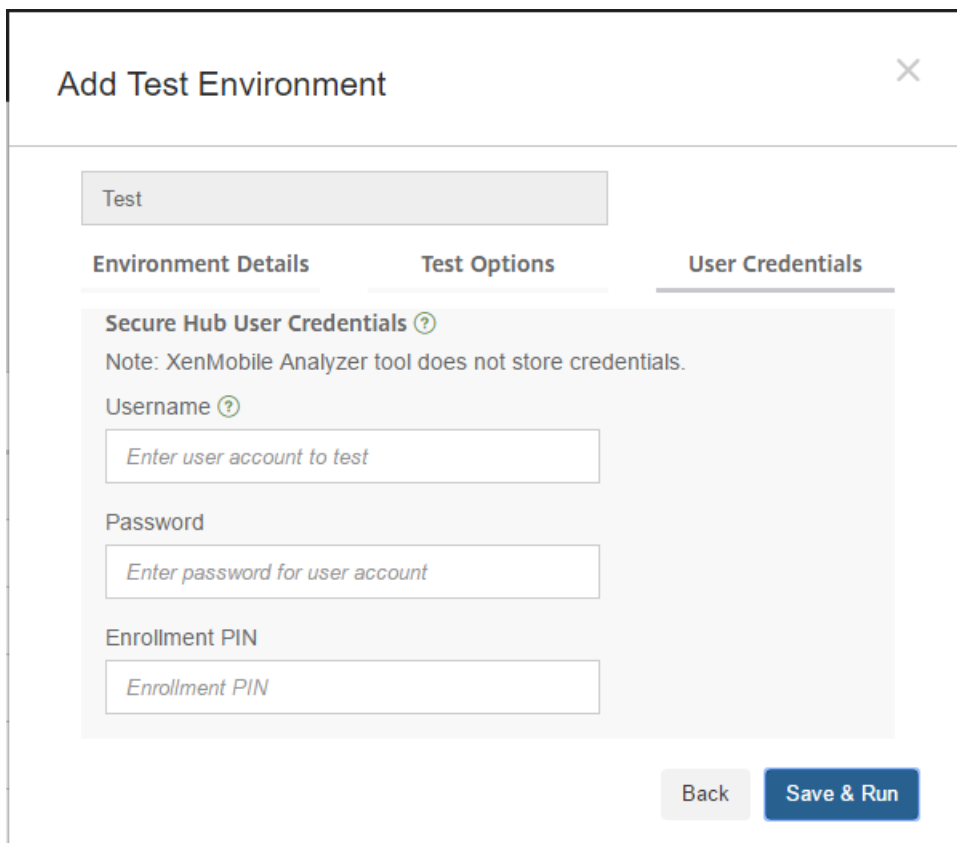 Add Test Environment
Test
Environment Details Test Options User Credentials
Secure Hub User Credentials ?
Note: XenMobile Analyzer tool does not store credentials.
Username ?
Enter user account to test
Password
Enter password for user account
Enrollment PIN
Enrollment PIN
Back Save & Run